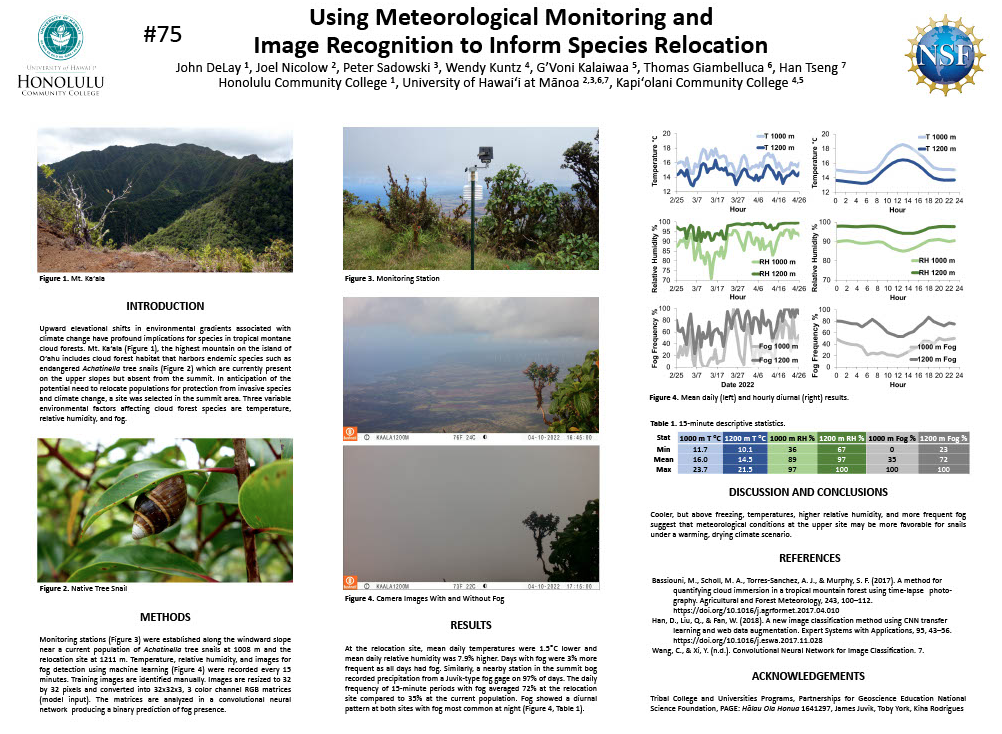 UNIVERSITY OF HAWAIʻI
HONOLULU
COMMUNITY COLLEGE
#75
Using Meteorological Monitoring and
Image Recognition to Inform Species Relocation
John DeLay 1, Joel Nicolow 2, Peter Sadowski 3, Wendy Kuntz 4, G’Voni Kalaiwaa 5, Thomas Giambelluca 6, Han Tseng 7
Honolulu Community College 1, University of Hawai‘i at Mānoa 2,3,6,7, Kapi‘olani Community College 4,5
NSF
Figure 1. Mt. Kaʻala
INTRODUCTION
Upward elevational shifts in environmental gradients associated with
climate change have profound implications for species in tropical montane
cloud forests. Mt. Kaʻala (Figure 1), the highest mountain on the island of
Oʻahu includes cloud forest habitat that harbors endemic species such as
endangered Achatinella tree snails (Figure 2) which are currently present
on the upper slopes but absent from the summit. In anticipation of the
potential need to relocate populations for protection from invasive species
and climate change, a site was selected in the summit area. Three variable
environmental factors affecting cloud forest species are temperature,
relative humidity, and fog.
Figure 2. Native Tree Snail
METHODS
Monitoring stations (Figure 3) were established along the windward slope
near a current population of Achatinella tree snails at 1008 m and the
relocation site at 1211 m. Temperature, relative humidity, and images for
fog detection using machine learning (Figure 4) were recorded every 15
minutes. Training images are identified manually. Images are resized to 32
by 32 pixels and converted into 32x32x3, 3 color channel RGB matrices
(model input). The matrices are analyzed in a convolutional neural
network producing a binary prediction of fog presence.
Figure 3. Monitoring Station
KAALA1200M 76F 24C 04-10-2022 16:45:00
KAALA1200M 73F 22C 04-10-2022 17:15:00
Figure 4. Camera Images With and Without Fog
RESULTS
At the relocation site, mean daily temperatures were 1.5°C lower and
mean daily relative humidity was 7.9% higher. Days with fog were 3% more
frequent as all days had fog. Similarly, a nearby station in the summit bog
recorded precipitation from a Juvik-type fog gage on 97% of days. The daily
frequency of 15-minute periods with fog averaged 72% at the relocation
site compared to 35% at the current population. Fog showed a diurnal
pattern at both sites with fog most common at night (Figure 4, Table 1).
Temperature °C
20
18
16
14
12
T 1000 m
T 1200 m
2/25 3/7 3/17 3/27 4/6 4/16 4/26
Hour
Temperature °C
20
18
16
14
12
T 1000 m
T 1200 m
0 2 4 6 8 10 12 14 16 18 20 22 24
Hour
Relative Humidity %
100
95
90
85
80
75
70
RH 1000 m
RH 1200 m
2/25 3/7 3/17 3/27 4/6 4/16 4/26
Hour
Relative Humidity %
100
90
80
70
RH 1000 m
RH 1200 m
0 2 4 6 8 10 12 14 16 18 20 22 24
Hour
Fog Frequency %
100
80
60
40
20
0
Fog 1000 m
Fog 1200 m
2/25 3/7 3/17 3/27 4/6 4/16 4/26
Date 2022
Fog Frequency %
100
80
60
40
20
0
1000 m Fog
1200 m Fog
0 2 4 6 8 10 12 14 16 18 20 22 24
Hour
Figure 4. Mean daily (left) and hourly diurnal (right) results.
Table 1. 15-minute descriptive statistics.
Stat 1000 m T °C 1200 m T °C 1000 m RH % 1200 m RH % 1000 m Fog % 1200 m Fog %
Min 11.7 10.1 36 67 0 23
Mean 16.0 14.5 89 97 35 72
Max 23.7 21.5 97 100 100 100
DISCUSSION AND CONCLUSIONS
Cooler, but above freezing, temperatures, higher relative humidity, and more frequent fog
suggest that meteorological conditions at the upper site may be more favorable for snails
under a warming, drying climate scenario.
REFERENCES
Bassiouni, M., Scholl, M. A., Torres-Sanchez, A. J., & Murphy, S. F. (2017). A method for
quantifying cloud immersion in a tropical mountain forest using time-lapse photo-
graphy. Agricultural and Forest Meteorology, 243, 100–112.
https://doi.org/10.1016/j.agrformet.2017.04.010
Han, D., Liu, Q., & Fan, W. (2018). A new image classification method using CNN transfer
learning and web data augmentation. Expert Systems with Applications, 95, 43–56.
https://doi.org/10.1016/j.eswa.2017.11.028
Wang, C., & Xi, Y. (n.d.). Convolutional Neural Network for Image Classification. 7.
ACKNOWLEDGEMENTS
Tribal College and Universities Programs, Partnerships for Geoscience Education National
Science Foundation, PAGE: Hālau Ola Honua 1641297, James Juvik, Toby York, Kiha Rodrigues